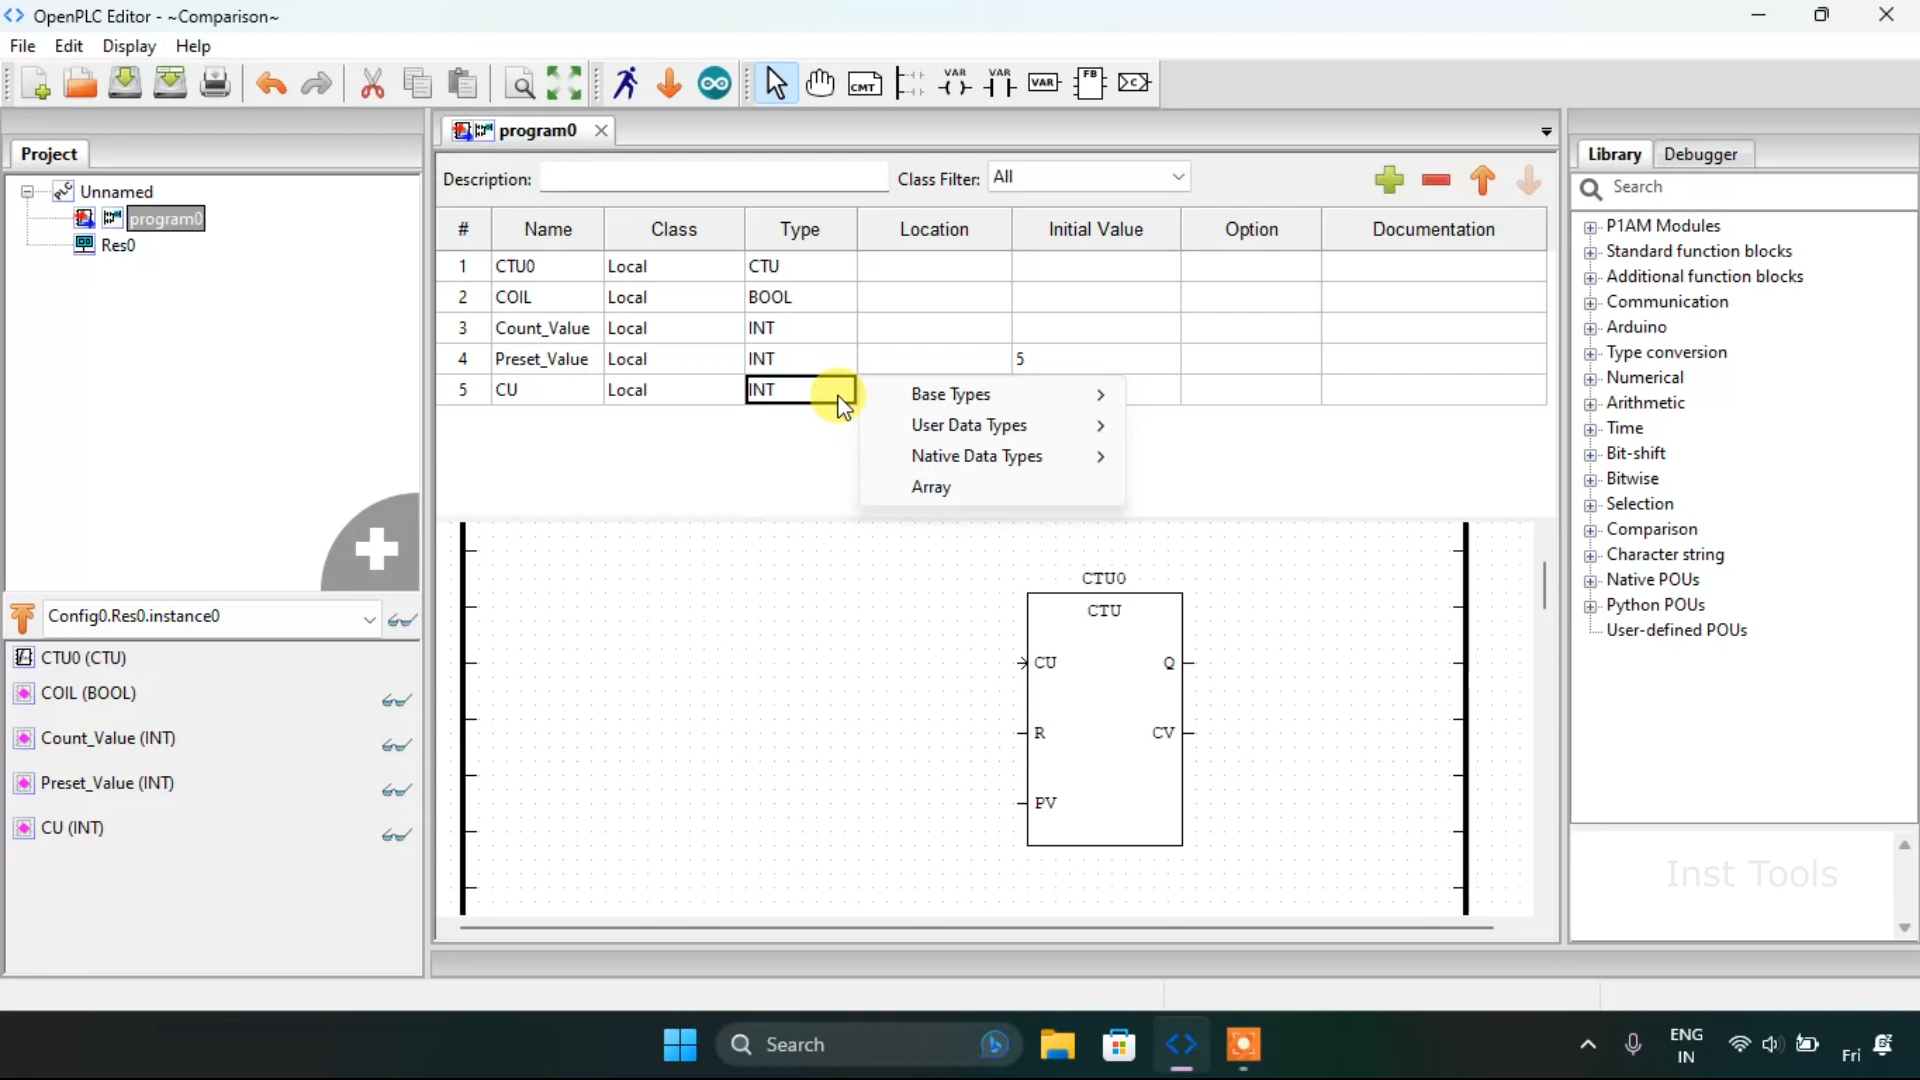 OpenPLC Editor - ~Comparison~
File Edit Display Help
CMT VAR VAR VAR FB C
Project
Unnamed
program0
Res0
Config0.Res0.instance0
CTU0 (CTU)
COIL (BOOL)
Count_Value (INT)
Preset_Value (INT)
CU (INT)
program0
Description: Class Filter: All
# Name Class Type Location Initial Value Option Documentation
1 CTU0 Local CTU
2 COIL Local BOOL
3 Count_Value Local INT
4 Preset_Value Local INT 5
5 CU Local INT
Base Types
User Data Types
Native Data Types
Array
CTU0
CTU
CU Q
R CV
PV
Library Debugger
Search
P1AM Modules
Standard function blocks
Additional function blocks
Communication
Arduino
Type conversion
Numerical
Arithmetic
Time
Bit-shift
Bitwise
Selection
Comparison
Character string
Native POUs
Python POUs
User-defined POUs
Inst Tools
Search
ENG
IN
Fri